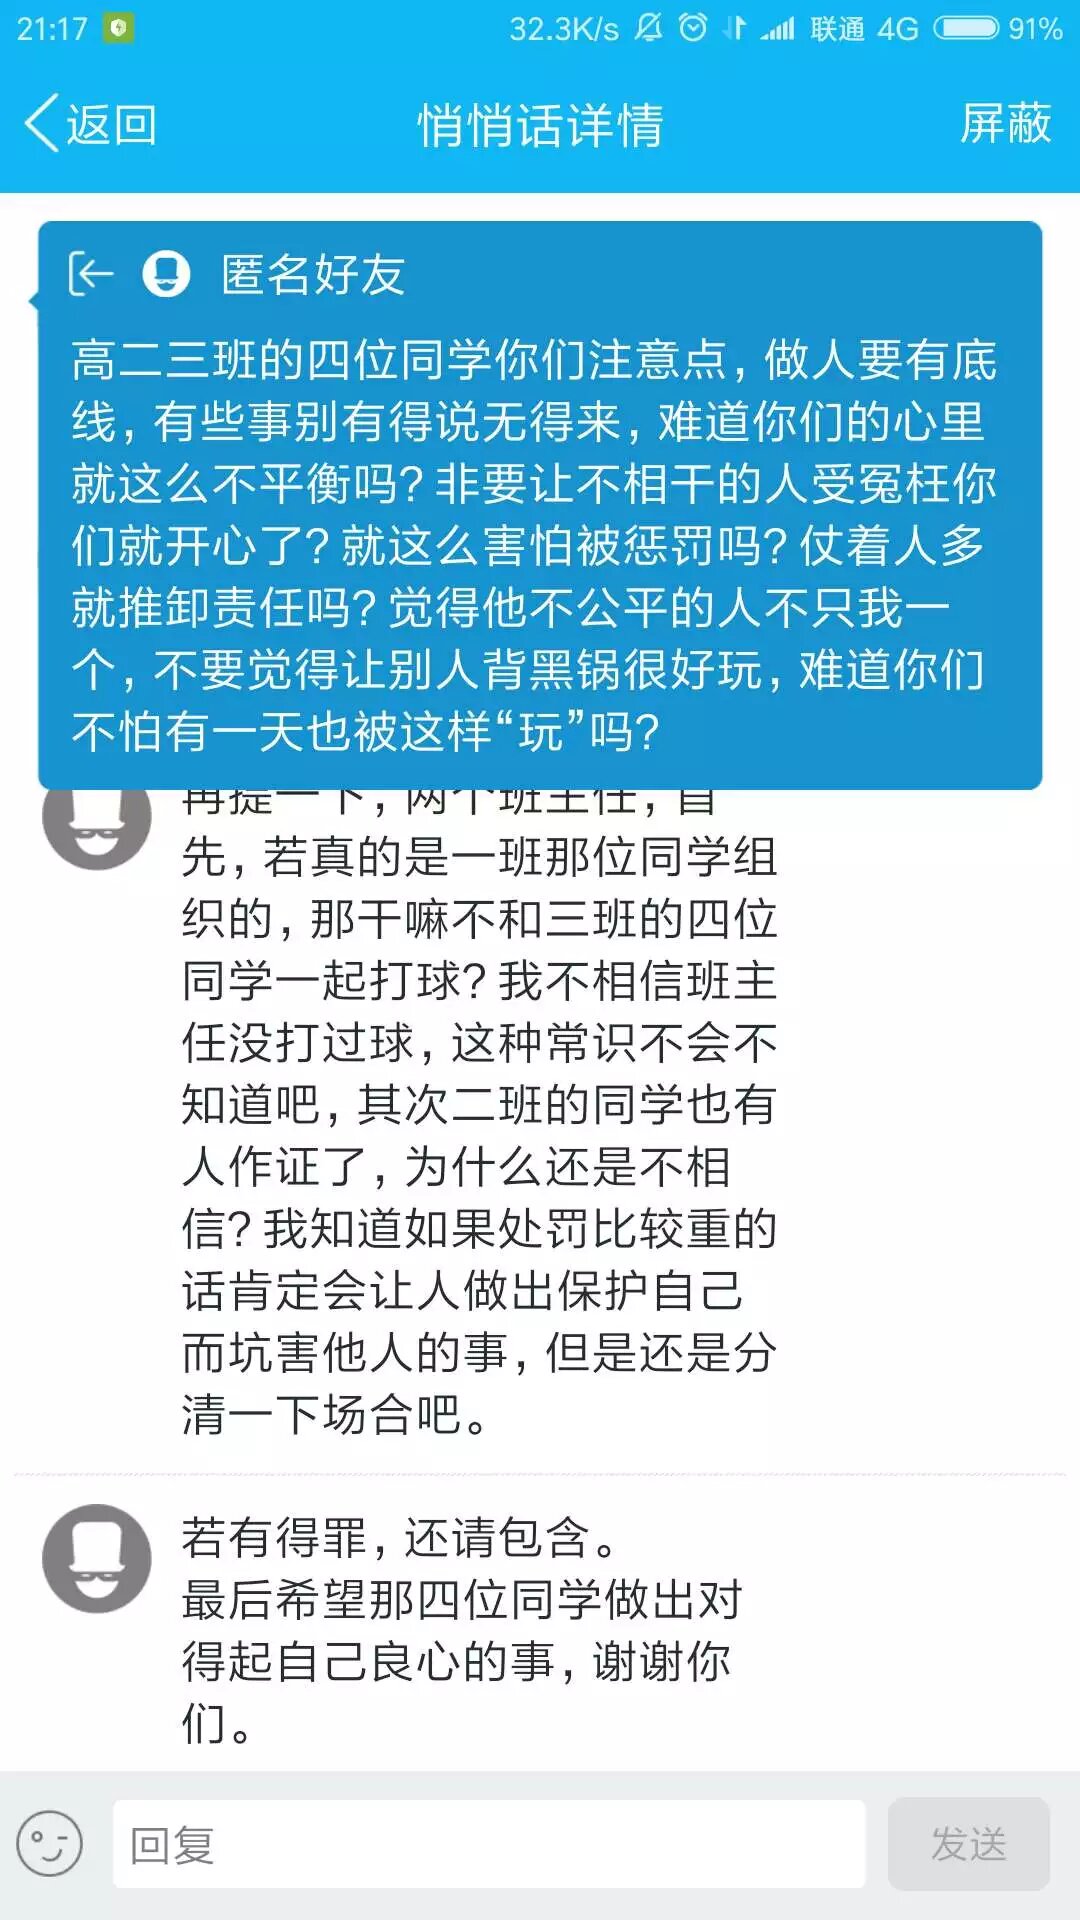 21:17 32.3K/s 联通 4G 91%
返回 悄悄话详情 屏蔽
匿名好友
高二三班的四位同学你们注意点,做人要有底
线,有些事别有得说无得来,难道你们的心里
就这么不平衡吗?非要让不相干的人受冤枉你
们就开心了?就这么害怕被惩罚吗?仗着人多
就推卸责任吗?觉得他不公平的人不只我一
个,不要觉得让别人背黑锅很好玩,难道你们
不怕有一天也被这样“玩”吗?
再提一下,两个班主任,首
先,若真的是一班那位同学组
织的,那干嘛不和三班的四位
同学一起打球?我不相信班主
任没打过球,这种常识不会不
知道吧,其次二班的同学也有
人作证了,为什么还是不相
信?我知道如果处罚比较重的
话肯定会让人做出保护自己
而坑害他人的事,但是还是分
清一下场合吧。
若有得罪,还请包含。
最后希望那四位同学做出对
得起自己良心的事,谢谢你
们。
回复 发送